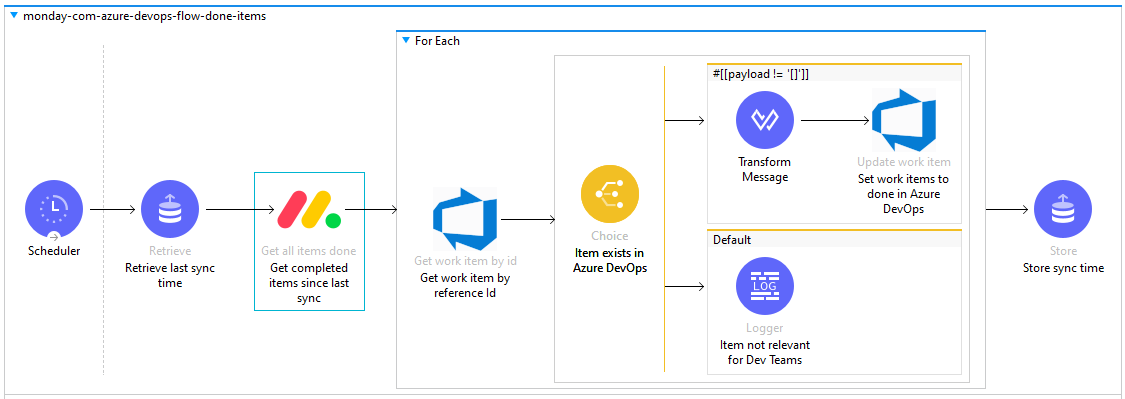 monday-com-azure-devops-flow-done-items
Scheduler
Retrieve
Retrieve last sync
time
Get all items done
Get completed
items since last
sync
For Each
Get work item by id
Get work item by
reference Id
Choice
Item exists in
Azure DevOps
#[[payload != '[]']]
Transform
Message
Update work item
Set work items to
done in Azure
DevOps
Default
LOG
Logger
Item not relevant
for Dev Teams
Store
Store sync time